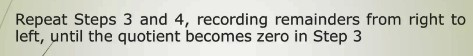 Repeat Steps 3 and 4, recording remainders from right to
left, until the quotient becomes zero in Step 3